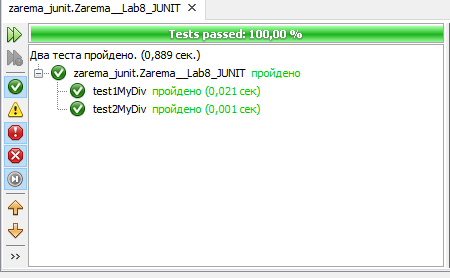 zarema_junit.Zarema__Lab8_JUNIT ×
Tests passed: 100,00 %
Два теста пройдено. (0,889 сек.)
zarema_junit.Zarema__Lab8_JUNIT пройдено
test1MyDiv пройдено (0,021 сек)
test2MyDiv пройдено (0,001 сек)
>>